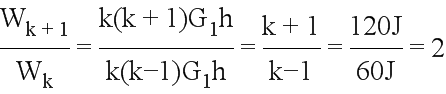 W_{k+1}/W_k = k(k+1)G_1h/k(k−1)G_1h = k+1/k−1 = 120J/60J = 2